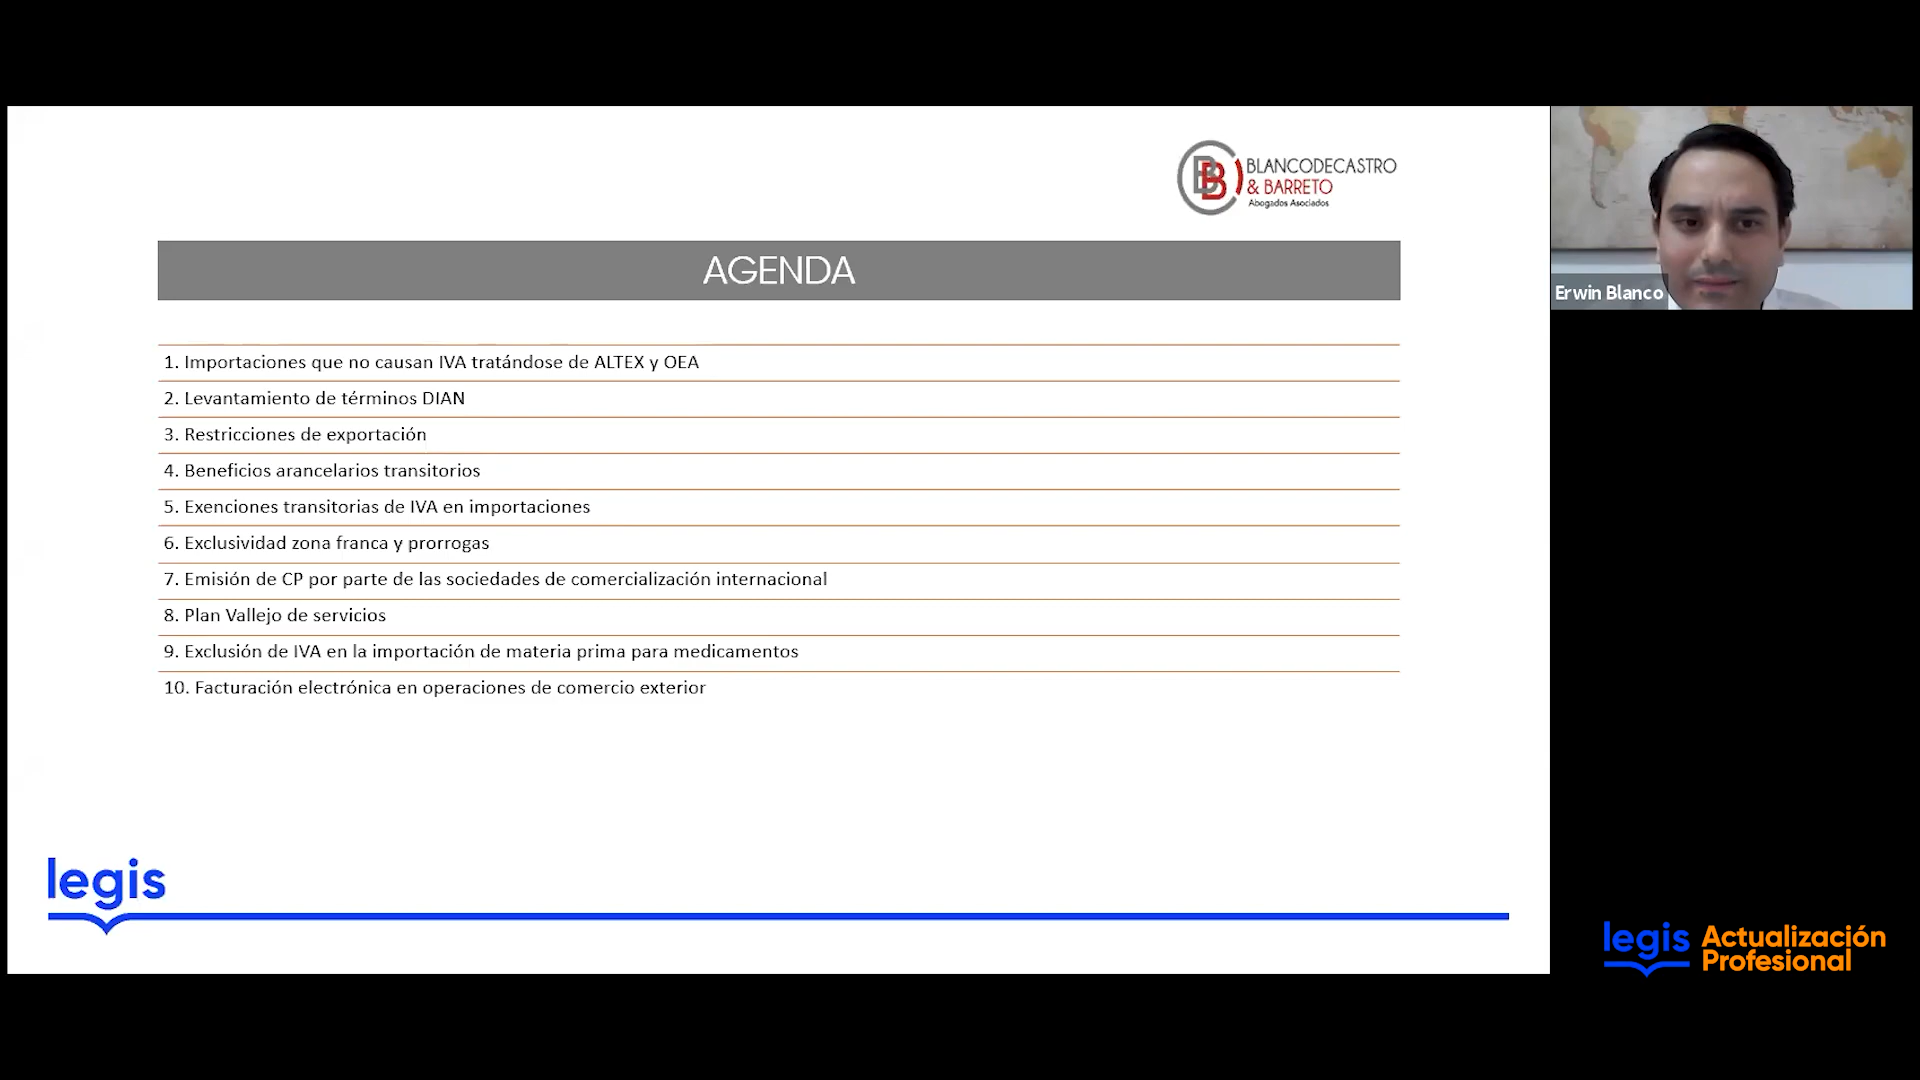 BLANCODECASTRO
& BARRETO
Abogados Asociados
AGENDA
1. Importaciones que no causan IVA tratándose de ALTEX y OEA
2. Levantamiento de términos DIAN
3. Restricciones de exportación
4. Beneficios arancelarios transitorios
5. Exenciones transitorias de IVA en importaciones
6. Exclusividad zona franca y prorrogas
7. Emisión de CP por parte de las sociedades de comercialización internacional
8. Plan Vallejo de servicios
9. Exclusión de IVA en la importación de materia prima para medicamentos
10. Facturación electrónica en operaciones de comercio exterior
legis
Erwin Blanco
legis Actualización
Profesional